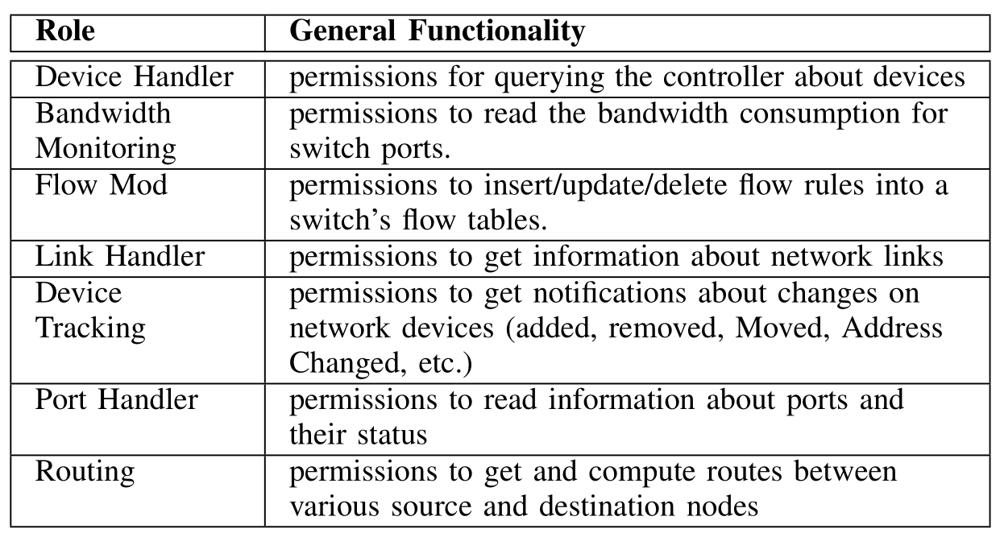 Role General Functionality
Device Handler permissions for querying the controller about devices
Bandwidth permissions to read the bandwidth consumption for
Monitoring switch ports.
Flow Mod permissions to insert/update/delete flow rules into a
switch’s flow tables.
Link Handler permissions to get information about network links
Device permissions to get notifications about changes on
Tracking network devices (added, removed, Moved, Address
Changed, etc.)
Port Handler permissions to read information about ports and
their status
Routing permissions to get and compute routes between
various source and destination nodes